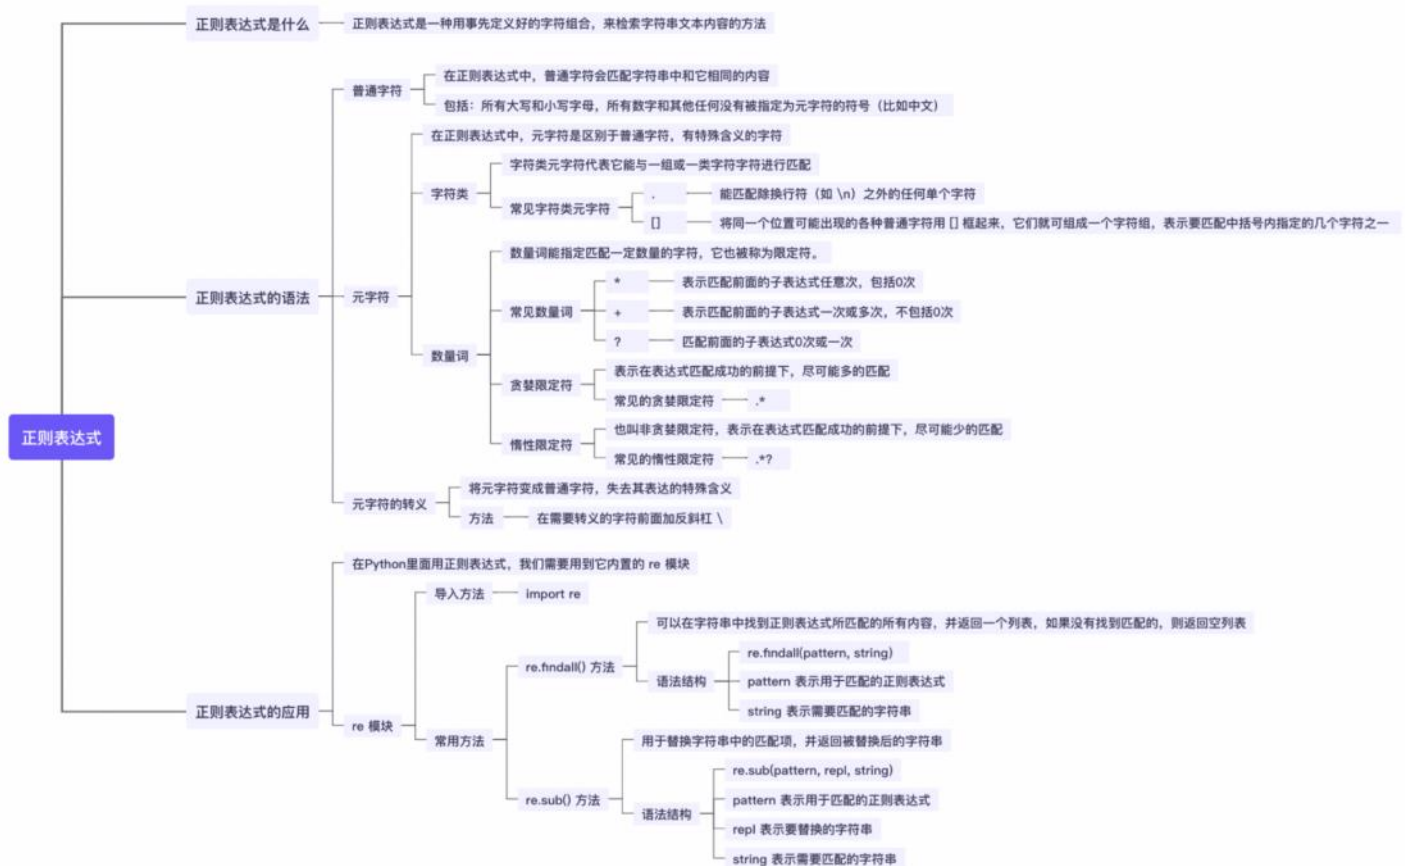 正则表达式
正则表达式是什么
正则表达式是一种用事先定义好的字符组合，来检索字符串文本内容的方法
正则表达式的语法
普通字符
在正则表达式中，普通字符会匹配字符串中和它相同的内容
包括：所有大写和小写字母，所有数字和其他任何没有被指定为元字符的符号（比如中文）
元字符
在正则表达式中，元字符是区别于普通字符，有特殊含义的字符
字符类
字符类元字符代表它能与一组或一类字符字符进行匹配
常见字符类元字符
.
能匹配除换行符（如 \n）之外的任何单个字符
[]
将同一个位置可能出现的各种普通字符用 [] 框起来，它们就可组成一个字符组，表示要匹配中括号内指定的几个字符之一
数量词
数量词能指定匹配一定数量的字符，它也被称为限定符。
常见数量词
*
表示匹配前面的子表达式任意次，包括0次
+
表示匹配前面的子表达式一次或多次，不包括0次
?
匹配前面的子表达式0次或一次
贪婪限定符
表示在表达式匹配成功的前提下，尽可能多的匹配
常见的贪婪限定符
.*
惰性限定符
也叫非贪婪限定符，表示在表达式匹配成功的前提下，尽可能少的匹配
常见的惰性限定符
.*?
元字符的转义
将元字符变成普通字符，失去其表达的特殊含义
方法
在需要转义的字符前面加反斜杠 \
正则表达式的应用
在Python里面用正则表达式，我们需要用到它内置的 re 模块
re 模块
导入方法
import re
常用方法
re.findall() 方法
可以在字符串中找到正则表达式所匹配的所有内容，并返回一个列表，如果没有找到匹配的，则返回空列表
语法结构
re.findall(pattern, string)
pattern 表示用于匹配的正则表达式
string 表示需要匹配的字符串
re.sub() 方法
用于替换字符串中的匹配项，并返回被替换后的字符串
语法结构
re.sub(pattern, repl, string)
pattern 表示用于匹配的正则表达式
repl 表示要替换的字符串
string 表示需要匹配的字符串